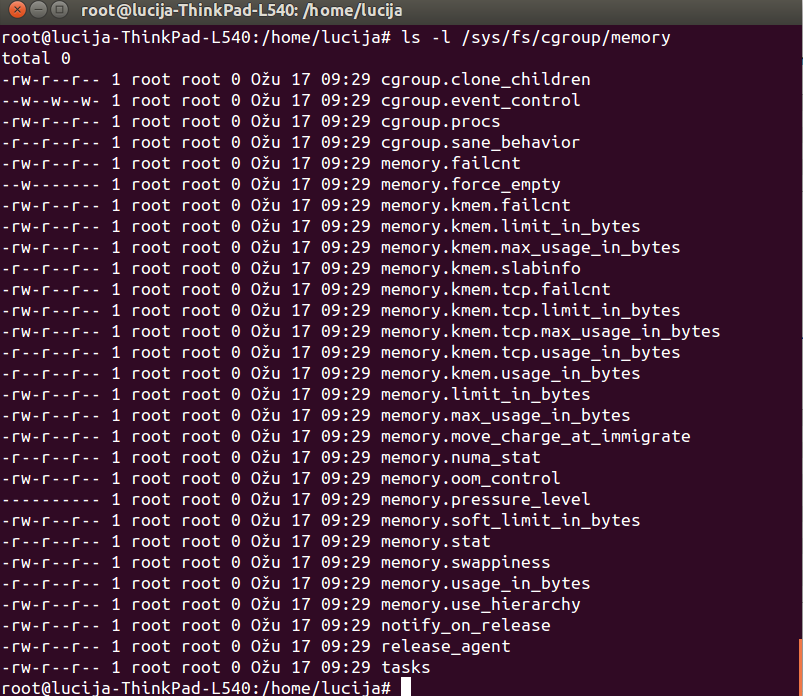 root@lucija-ThinkPad-L540: /home/lucija
root@lucija-ThinkPad-L540:/home/lucija# ls -l /sys/fs/cgroup/memory
total 0
-rw-r--r-- 1 root root 0 Ožu 17 09:29 cgroup.clone_children
--w--w--w- 1 root root 0 Ožu 17 09:29 cgroup.event_control
-rw-r--r-- 1 root root 0 Ožu 17 09:29 cgroup.procs
-r--r--r-- 1 root root 0 Ožu 17 09:29 cgroup.sane_behavior
-rw-r--r-- 1 root root 0 Ožu 17 09:29 memory.failcnt
--w------- 1 root root 0 Ožu 17 09:29 memory.force_empty
-rw-r--r-- 1 root root 0 Ožu 17 09:29 memory.kmem.failcnt
-rw-r--r-- 1 root root 0 Ožu 17 09:29 memory.kmem.limit_in_bytes
-rw-r--r-- 1 root root 0 Ožu 17 09:29 memory.kmem.max_usage_in_bytes
-r--r--r-- 1 root root 0 Ožu 17 09:29 memory.kmem.slabinfo
-rw-r--r-- 1 root root 0 Ožu 17 09:29 memory.kmem.tcp.failcnt
-rw-r--r-- 1 root root 0 Ožu 17 09:29 memory.kmem.tcp.limit_in_bytes
-rw-r--r-- 1 root root 0 Ožu 17 09:29 memory.kmem.tcp.max_usage_in_bytes
-r--r--r-- 1 root root 0 Ožu 17 09:29 memory.kmem.tcp.usage_in_bytes
-r--r--r-- 1 root root 0 Ožu 17 09:29 memory.kmem.usage_in_bytes
-rw-r--r-- 1 root root 0 Ožu 17 09:29 memory.limit_in_bytes
-rw-r--r-- 1 root root 0 Ožu 17 09:29 memory.max_usage_in_bytes
-rw-r--r-- 1 root root 0 Ožu 17 09:29 memory.move_charge_at_immigrate
-r--r--r-- 1 root root 0 Ožu 17 09:29 memory.numa_stat
-rw-r--r-- 1 root root 0 Ožu 17 09:29 memory.oom_control
---------- 1 root root 0 Ožu 17 09:29 memory.pressure_level
-rw-r--r-- 1 root root 0 Ožu 17 09:29 memory.soft_limit_in_bytes
-r--r--r-- 1 root root 0 Ožu 17 09:29 memory.stat
-rw-r--r-- 1 root root 0 Ožu 17 09:29 memory.swappiness
-r--r--r-- 1 root root 0 Ožu 17 09:29 memory.usage_in_bytes
-rw-r--r-- 1 root root 0 Ožu 17 09:29 memory.use_hierarchy
-rw-r--r-- 1 root root 0 Ožu 17 09:29 notify_on_release
-rw-r--r-- 1 root root 0 Ožu 17 09:29 release_agent
-rw-r--r-- 1 root root 0 Ožu 17 09:29 tasks
root@lucija-ThinkPad-L540:/home/lucija#